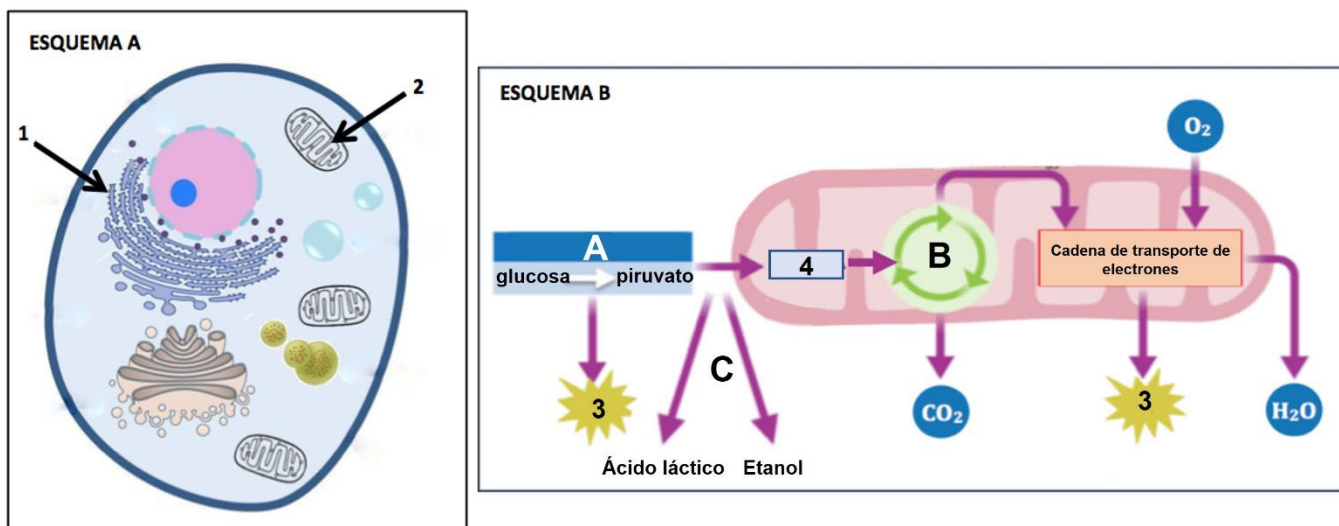 ESQUEMA A
1
2
ESQUEMA B
O₂
A
glucosa piruvato
4
B
Cadena de transporte de
electrones
C
3
CO₂
3
H₂O
Ácido láctico Etanol